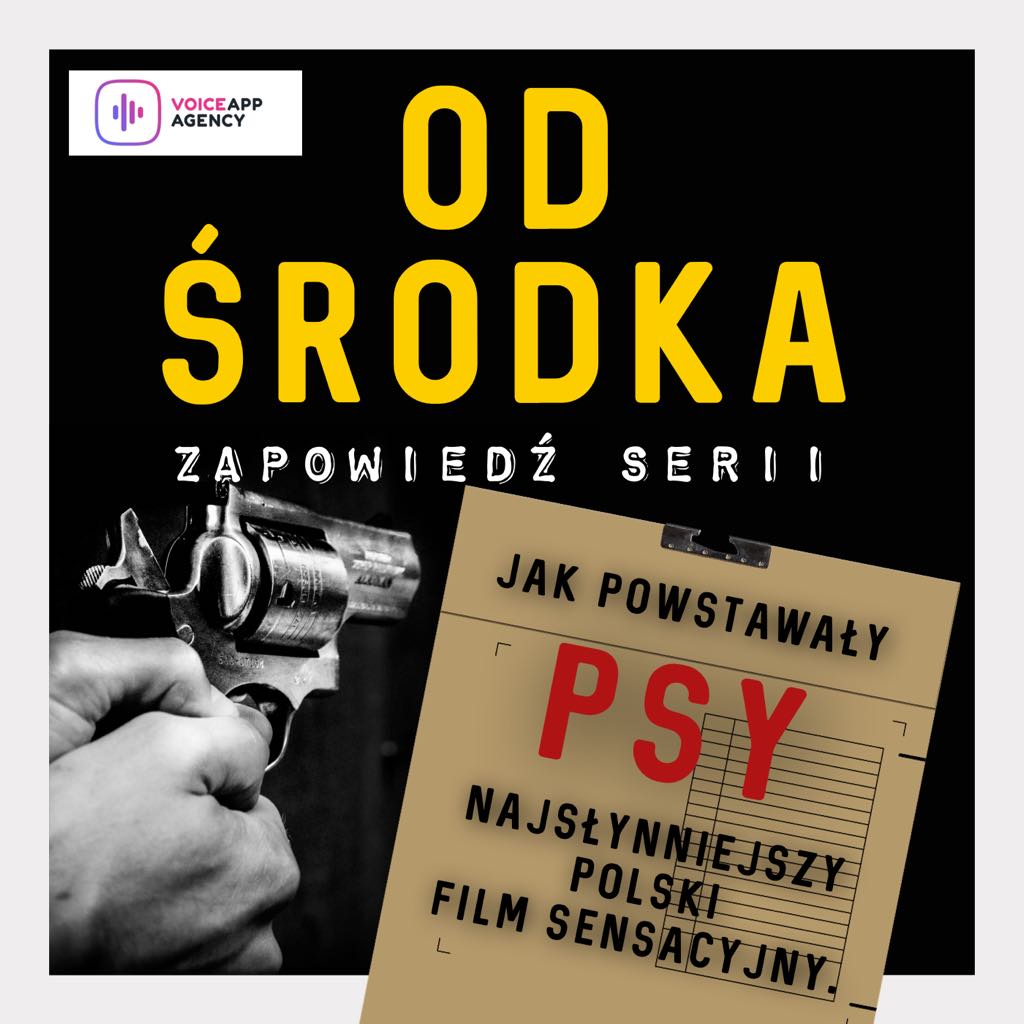 VOICEAPP
AGENCY
OD
ŚRODKA
ZAPOWIEDŹ SERII
JAK POWSTAWAŁY
PSY
NAJSŁYNNIEJSZY
POLSKI
FILM SENSACYJNY.